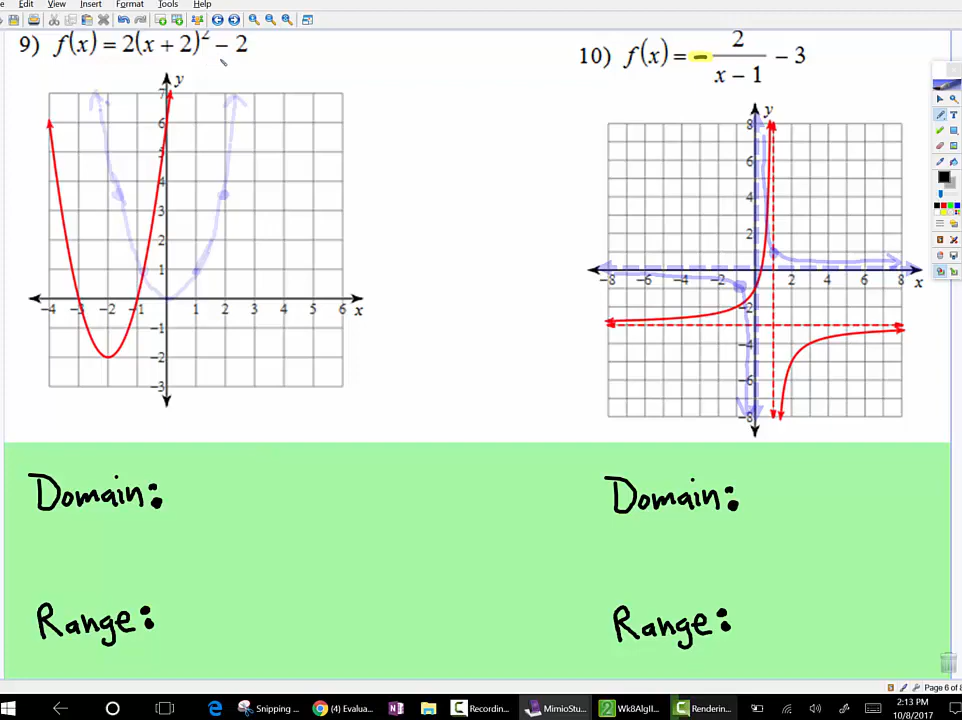 Edit View Insert Format Tools Help
9) f(x) = 2(x + 2)² − 2
10) f(x) = − 2/(x − 1) − 3
y
7
6
5
4
3
2
1
−4 −3 −2 −1 1 2 3 4 5 6 x
−1
−2
−3
y
8
6
4
2
−8 −6 −4 −2 2 4 6 8 x
−2
−4
−6
−8
Domain:
Domain:
Range:
Range:
Page 6 of 8
Snipping ... (4) Evalua... Recordin... MimioStu... Wk8AlgII... Renderin...
2:13 PM
10/8/2017